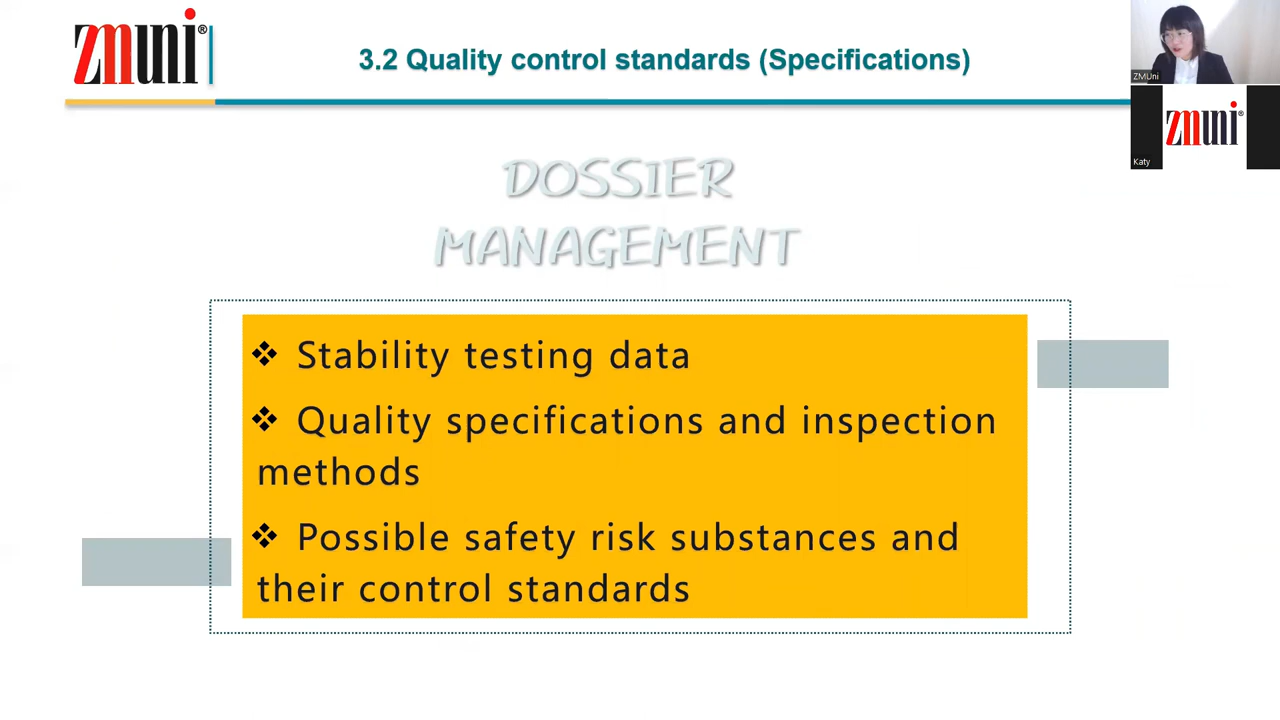 zmuni®
3.2 Quality control standards (Specifications)
ZMUni
zmuni®
Katy
DOSSIER
MANAGEMENT
❖ Stability testing data
❖ Quality specifications and inspection
methods
❖ Possible safety risk substances and
their control standards